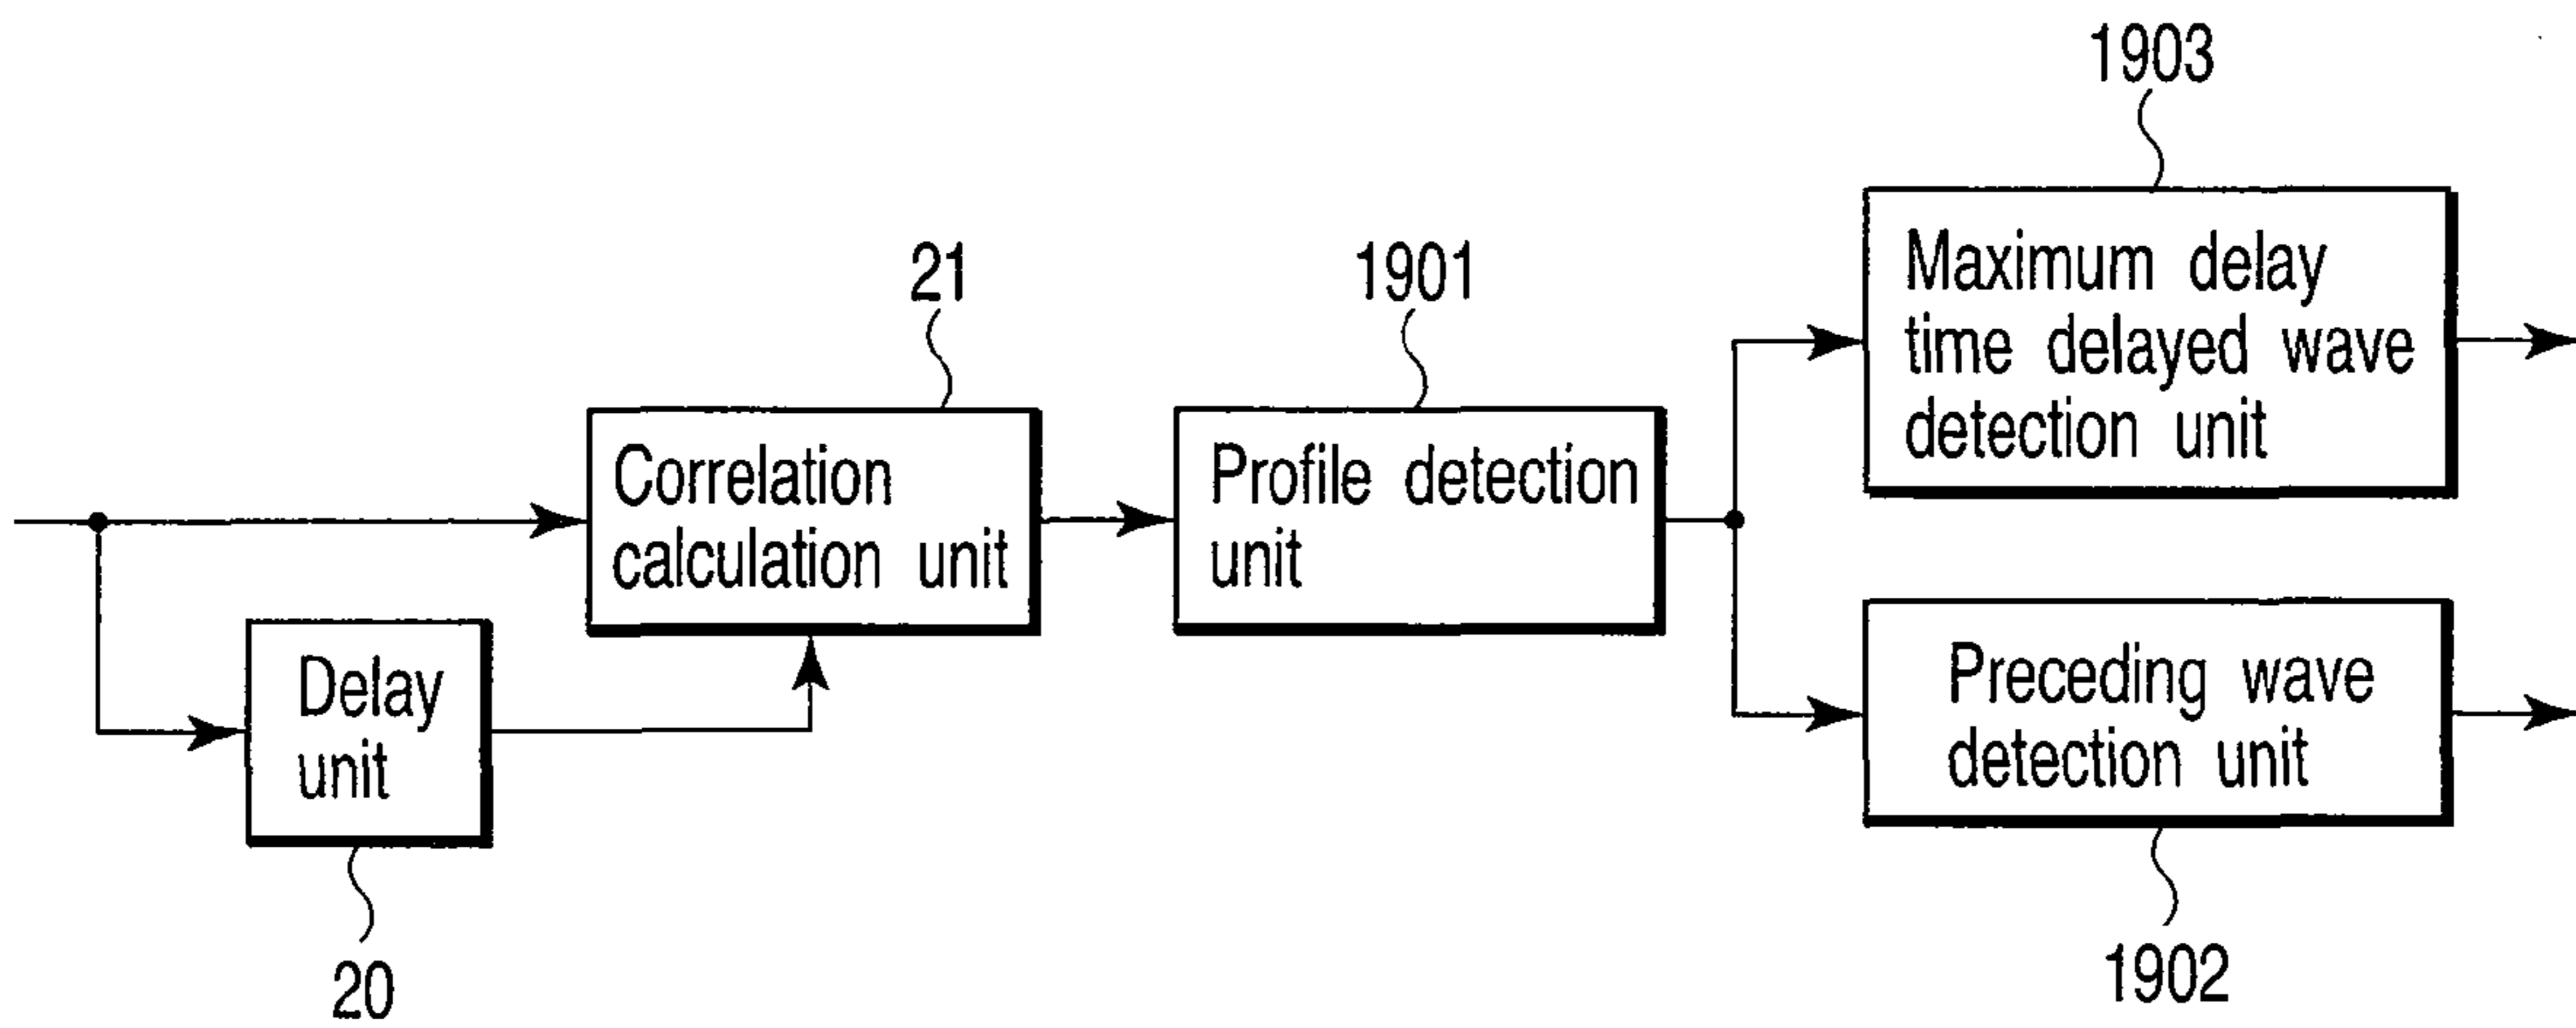 1903
Maximum delay
time delayed wave
detection unit
21
Correlation
calculation unit
1901
Profile detection
unit
Delay
unit
20
Preceding wave
detection unit
1902